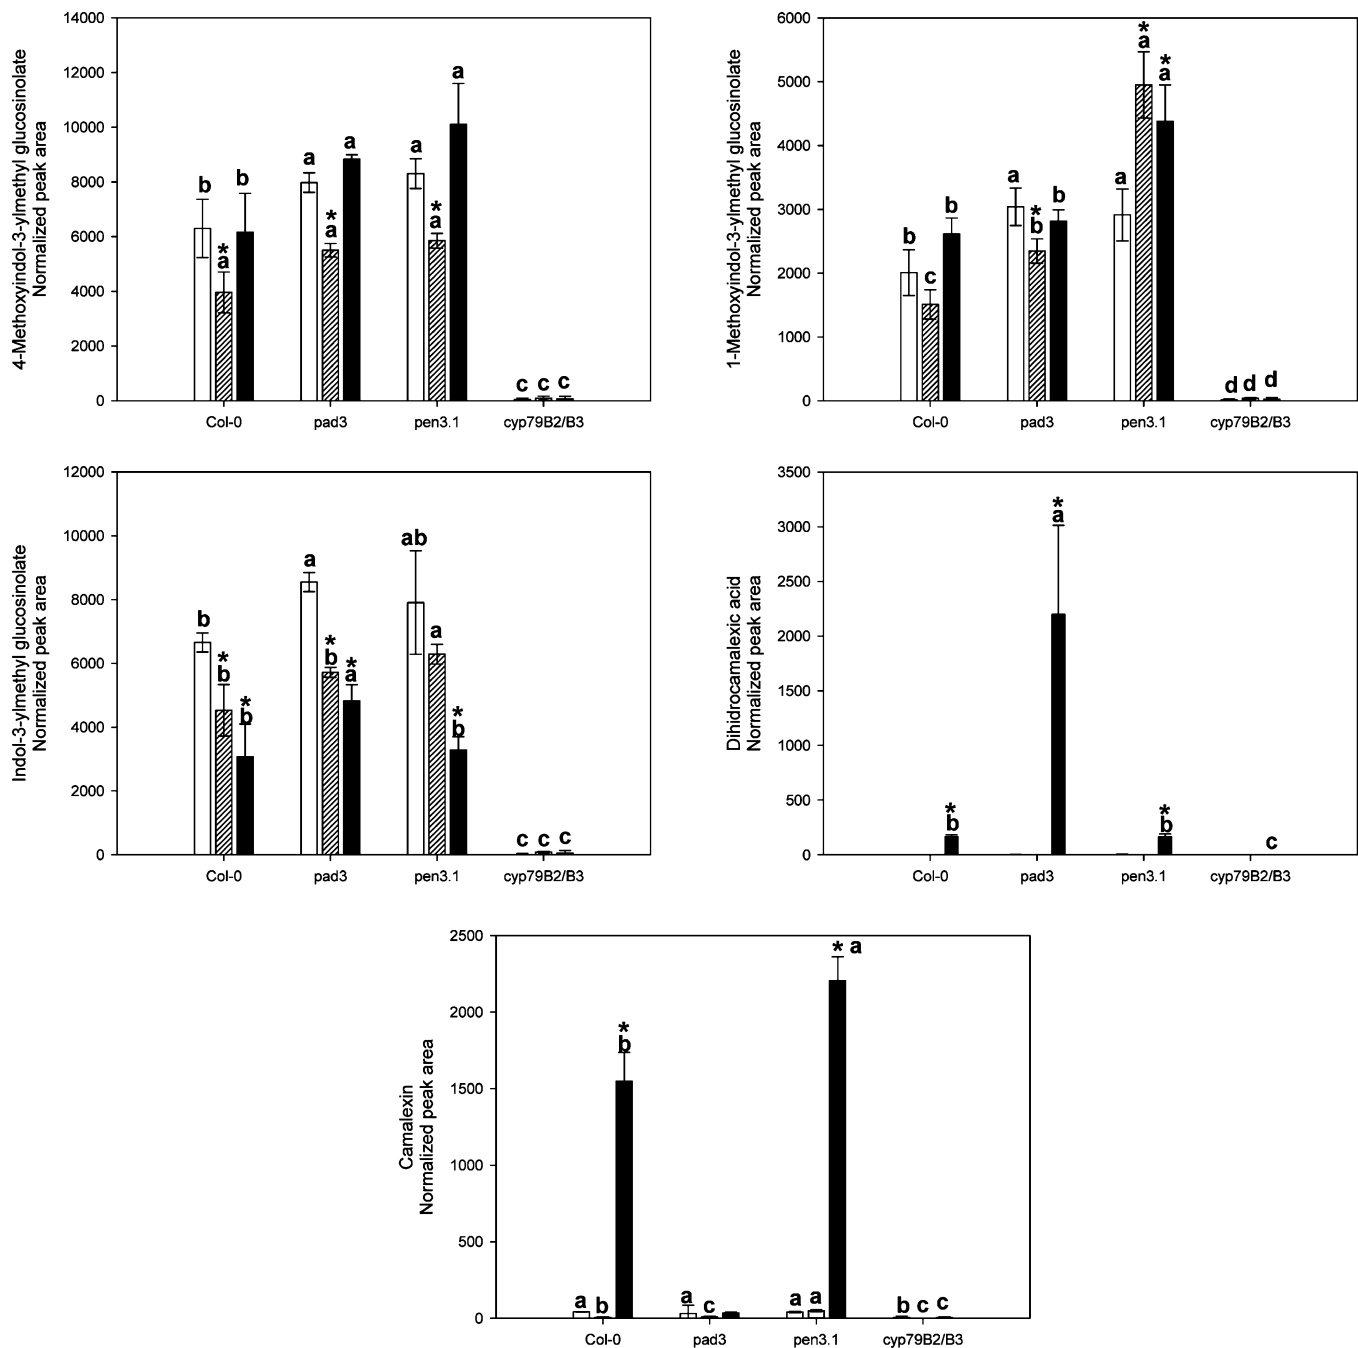 4-Methoxyindol-3-ylmethyl glucosinolate
Normalized peak area
14000
12000
10000
8000
6000
4000
2000
0
b
*
a
b
a
*
a
a
a
*
a
a
c c c
Col-0 pad3 pen3.1 cyp79B2/B3
1-Methoxyindol-3-ylmethyl glucosinolate
Normalized peak area
6000
5000
4000
3000
2000
1000
0
b
c
b
a
*
b
b
a
*
a
*
a
d d d
Col-0 pad3 pen3.1 cyp79B2/B3
Indol-3-ylmethyl glucosinolate
Normalized peak area
12000
10000
8000
6000
4000
2000
0
b
*
b
*
b
a
*
b
*
a
ab
a
*
b
c c c
Col-0 pad3 pen3.1 cyp79B2/B3
Dihidrocamalexic acid
Normalized peak area
3500
3000
2500
2000
1500
1000
500
0
*
b
*
a
*
b
c
Col-0 pad3 pen3.1 cyp79B2/B3
Camalexin
Normalized peak area
2500
2000
1500
1000
500
0
a b
*
b
a c
a a
* a
b c c
Col-0 pad3 pen3.1 cyp79B2/B3